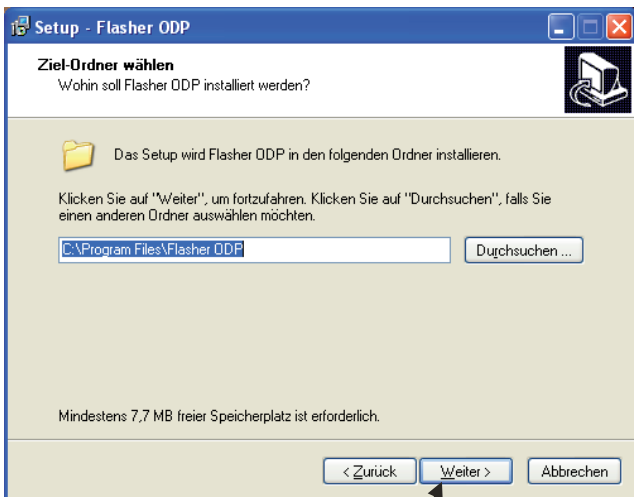 Setup - Flasher ODP
Ziel-Ordner wählen
Wohin soll Flasher ODP installiert werden?
Das Setup wird Flasher ODP in den folgenden Ordner installieren.
Klicken Sie auf "Weiter", um fortzufahren. Klicken Sie auf "Durchsuchen", falls Sie
einen anderen Ordner auswählen möchten.
C:\Program Files\Flasher ODP
Durchsuchen ...
Mindestens 7,7 MB freier Speicherplatz ist erforderlich.
< Zurück
Weiter >
Abbrechen